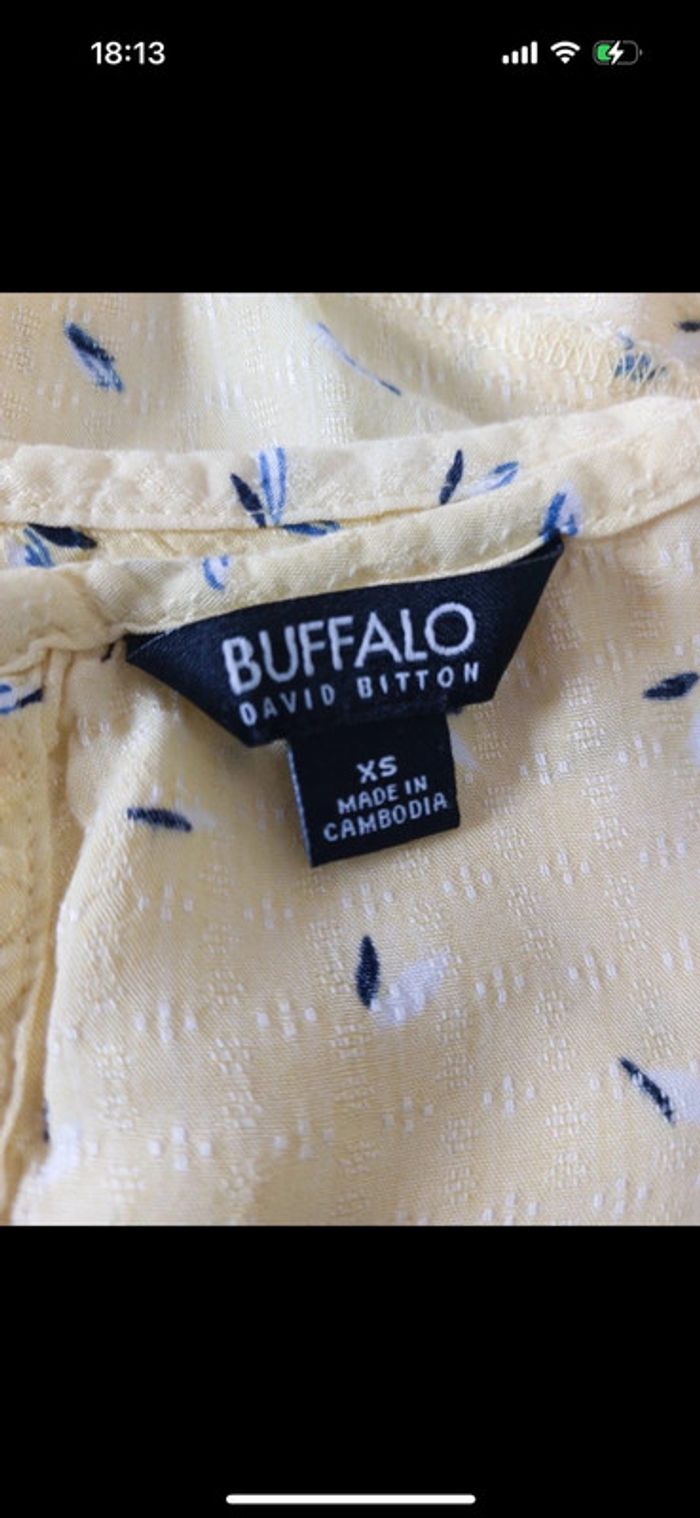 18:13
BUFFALO
DAVID BITTON
XS
MADE IN
CAMBODIA